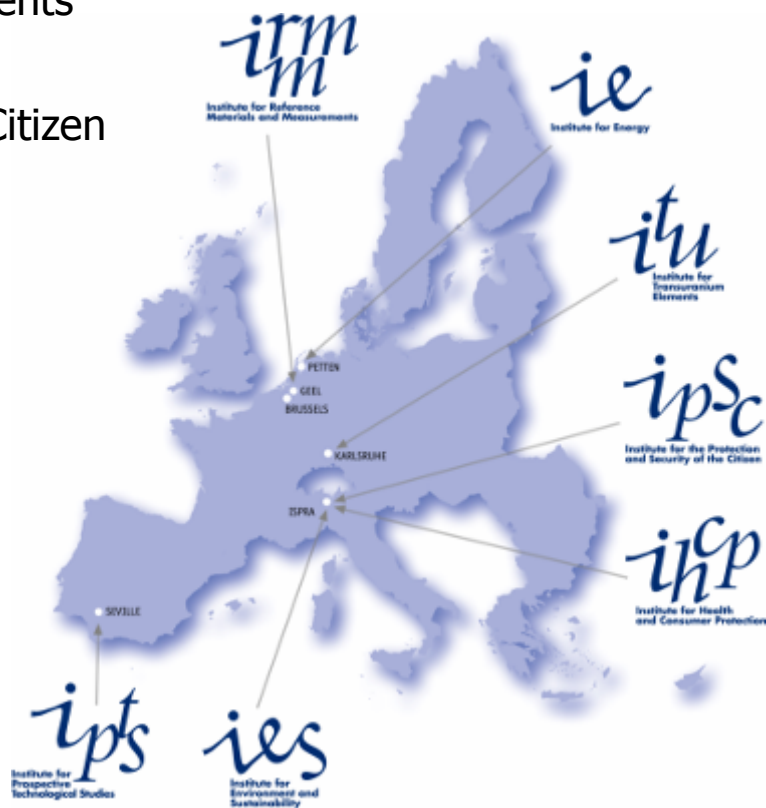 ents
Citizen
irmm
Institute for Reference
Materials and Measurements
ie
Institute for Energy
itu
Institute for
Transuranium
Elements
PETTEN
GEEL
BRUSSELS
ipsc
Institute for the Protection
and Security of the Citizen
KARLSRUHE
ISPRA
ihcp
Institute for Health
and Consumer Protection
SEVILLE
ipts
Institute for
Prospective
Technological Studies
ies
Institute for
Environment and
Sustainability